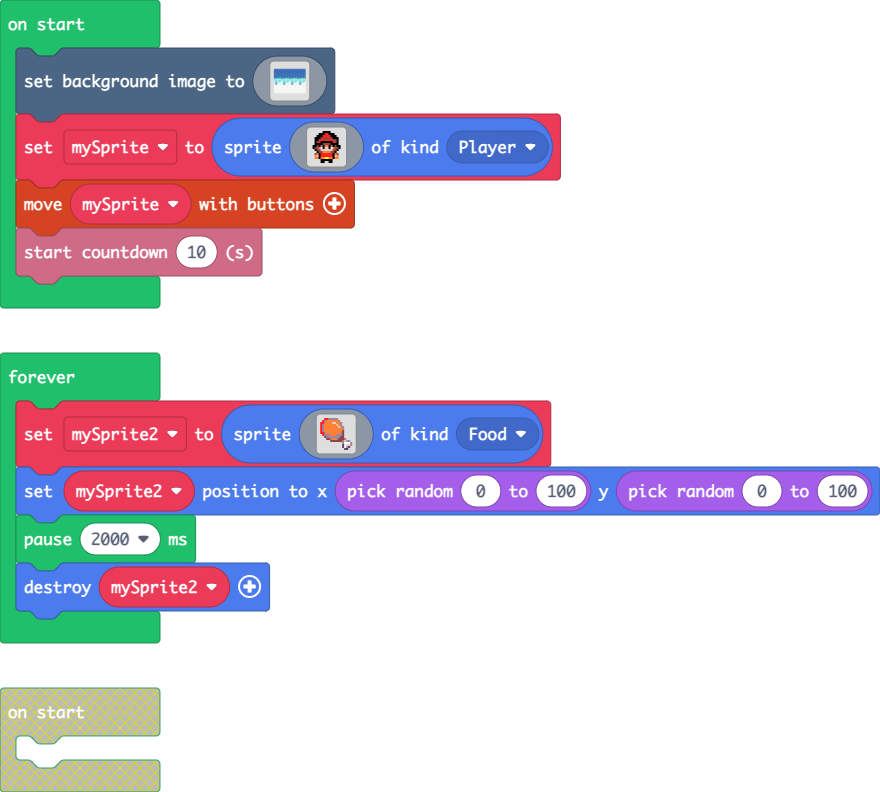 on start
set background image to
set mySprite to sprite of kind Player
move mySprite with buttons
start countdown 10 (s)
forever
set mySprite2 to sprite of kind Food
set mySprite2 position to x pick random 0 to 100 y pick random 0 to 100
pause 2000 ms
destroy mySprite2
on start